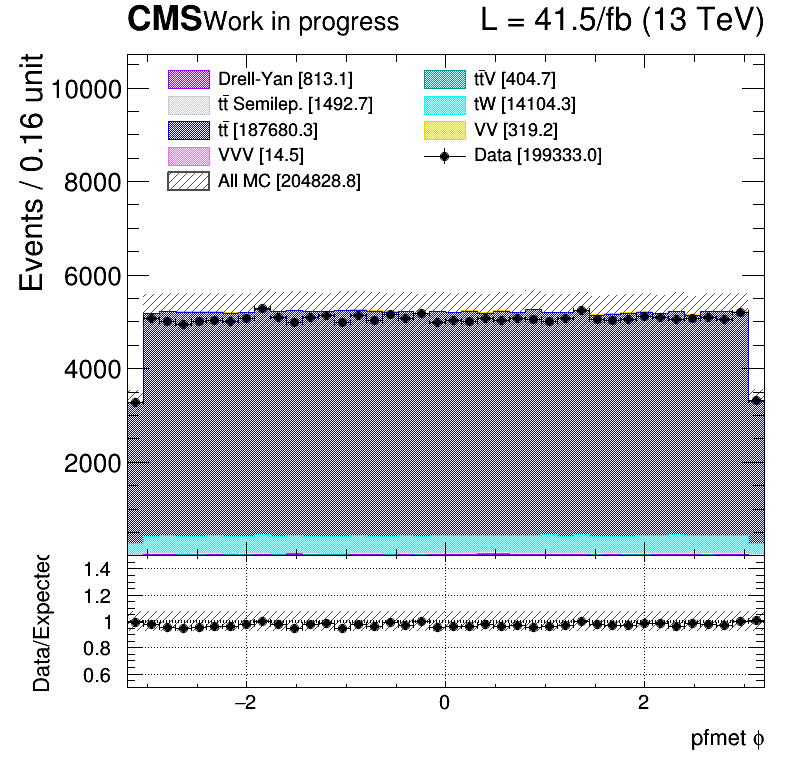 CMS Work in progress L = 41.5/fb (13 TeV)
Events / 0.16 unit
10000
8000
6000
4000
2000
Drell-Yan [813.1]
tt̄ Semilep. [1492.7]
tt̄ [187680.3]
VVV [14.5]
All MC [204828.8]
tt̄V [404.7]
tW [14104.3]
VV [319.2]
Data [199333.0]
Data/Expected
1.4
1.2
1
0.8
0.6
−2 0 2
pfmet ϕ